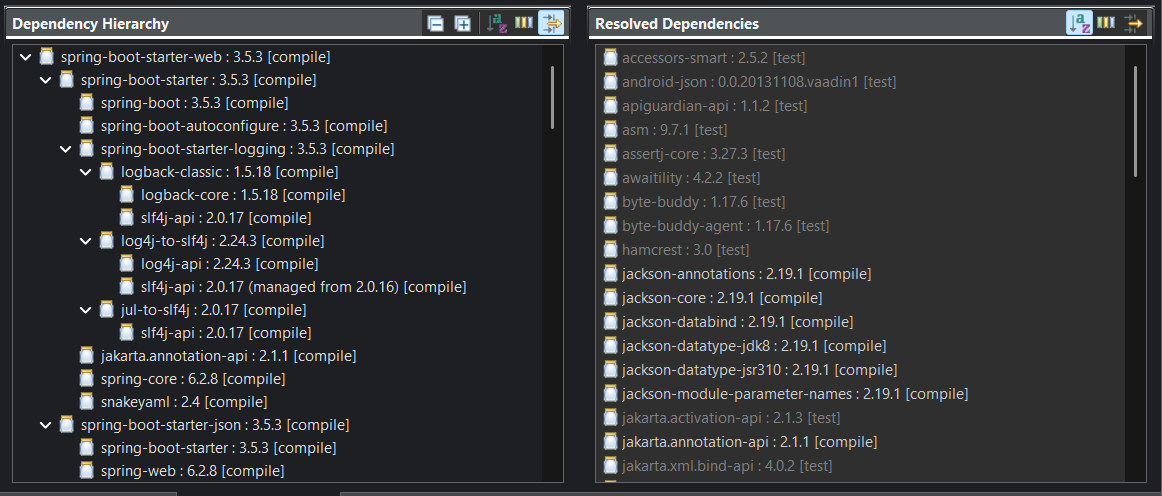 Dependency Hierarchy
spring-boot-starter-web : 3.5.3 [compile]
spring-boot-starter : 3.5.3 [compile]
spring-boot : 3.5.3 [compile]
spring-boot-autoconfigure : 3.5.3 [compile]
spring-boot-starter-logging : 3.5.3 [compile]
logback-classic : 1.5.18 [compile]
logback-core : 1.5.18 [compile]
slf4j-api : 2.0.17 [compile]
log4j-to-slf4j : 2.24.3 [compile]
log4j-api : 2.24.3 [compile]
slf4j-api : 2.0.17 (managed from 2.0.16) [compile]
jul-to-slf4j : 2.0.17 [compile]
slf4j-api : 2.0.17 [compile]
jakarta.annotation-api : 2.1.1 [compile]
spring-core : 6.2.8 [compile]
snakeyaml : 2.4 [compile]
spring-boot-starter-json : 3.5.3 [compile]
spring-boot-starter : 3.5.3 [compile]
spring-web : 6.2.8 [compile]
Resolved Dependencies
accessors-smart : 2.5.2 [test]
android-json : 0.0.20131108.vaadin1 [test]
apiguardian-api : 1.1.2 [test]
asm : 9.7.1 [test]
assertj-core : 3.27.3 [test]
awaitility : 4.2.2 [test]
byte-buddy : 1.17.6 [test]
byte-buddy-agent : 1.17.6 [test]
hamcrest : 3.0 [test]
jackson-annotations : 2.19.1 [compile]
jackson-core : 2.19.1 [compile]
jackson-databind : 2.19.1 [compile]
jackson-datatype-jdk8 : 2.19.1 [compile]
jackson-datatype-jsr310 : 2.19.1 [compile]
jackson-module-parameter-names : 2.19.1 [compile]
jakarta.activation-api : 2.1.3 [test]
jakarta.annotation-api : 2.1.1 [compile]
jakarta.xml.bind-api : 4.0.2 [test]